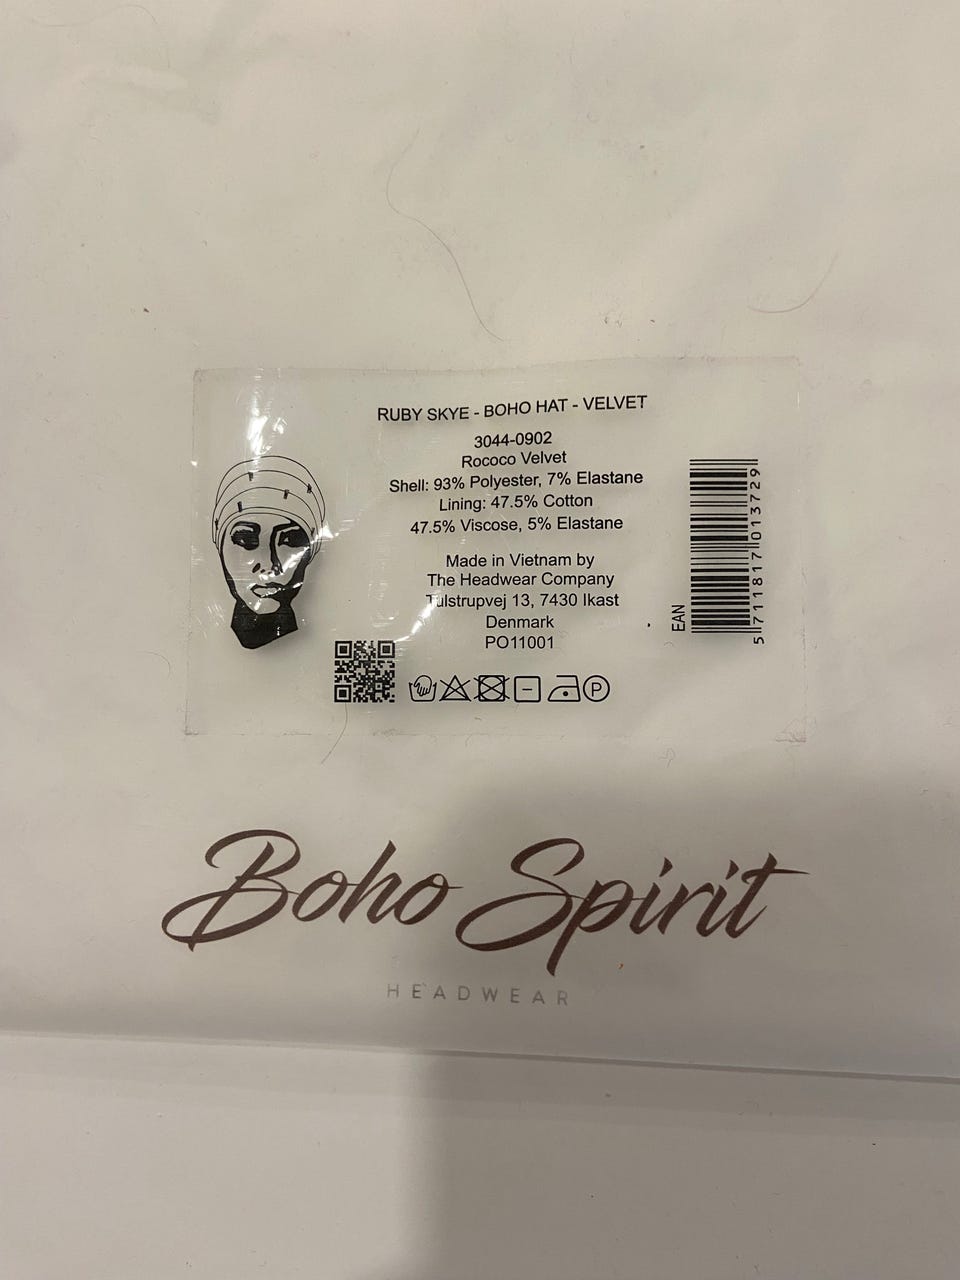 RUBY SKYE - BOHO HAT - VELVET
3044-0902
Rococo Velvet
Shell: 93% Polyester, 7% Elastane
Lining: 47.5% Cotton
47.5% Viscose, 5% Elastane
Made in Vietnam by
The Headwear Company
Tulstrupvej 13, 7430 Ikast
Denmark
PO11001
P
EAN
5711817013729
Boho Spirit
HEADWEAR